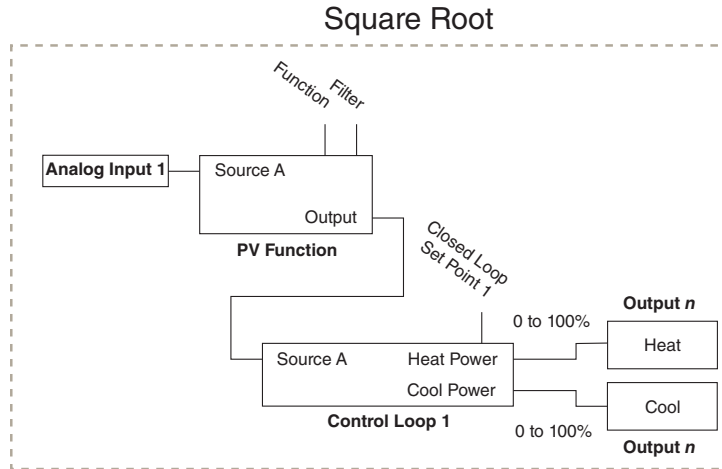 Square Root
Function
Filter
Analog Input 1
Source A
Output
PV Function
Closed Loop
Set Point 1
Output n
0 to 100%
Source A
Heat Power
Heat
Cool Power
Cool
Control Loop 1
0 to 100%
Output n